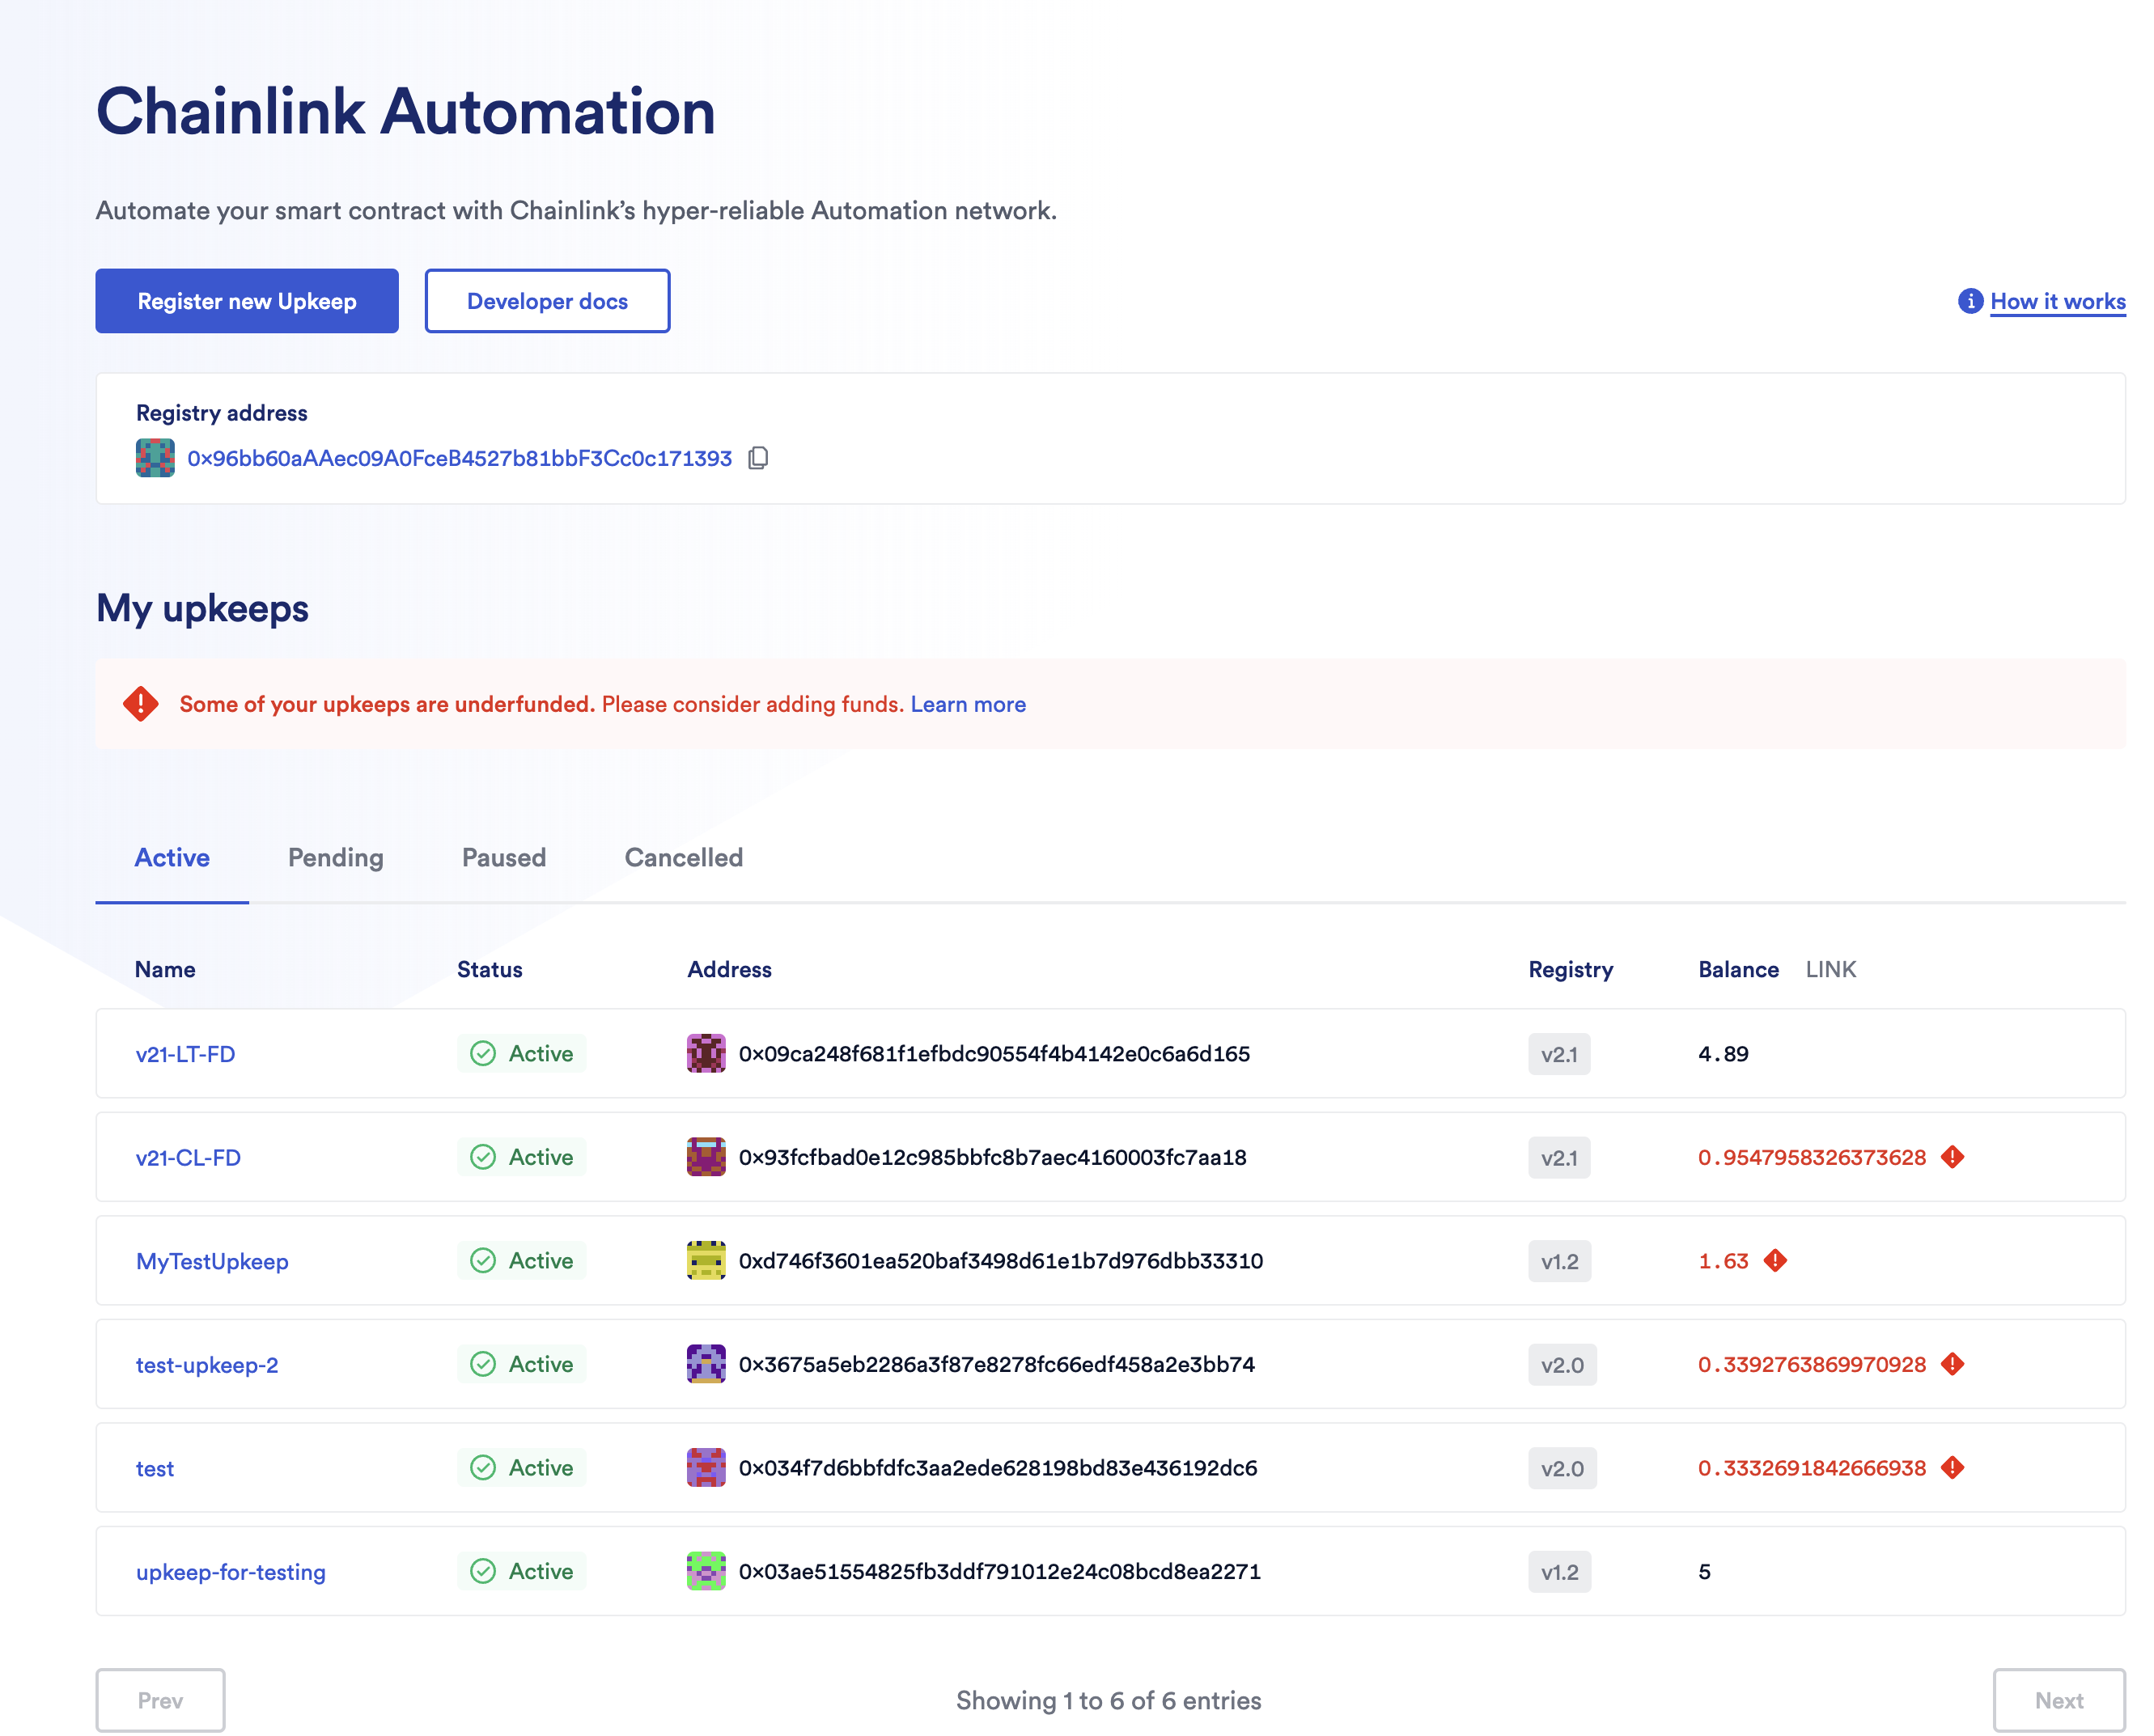 Chainlink Automation
Automate your smart contract with Chainlink’s hyper-reliable Automation network.
Register new Upkeep Developer docs How it works
Registry address
0x96bb60aAAec09A0FceB4527b81bbF3Cc0c171393
My upkeeps
Some of your upkeeps are underfunded. Please consider adding funds. Learn more
Active Pending Paused Cancelled
Name Status Address Registry Balance LINK
v21-LT-FD Active 0x09ca248f681f1efbdc90554f4b4142e0c6a6d165 v2.1 4.89
v21-CL-FD Active 0x93fcfbad0e12c985bbfc8b7aec4160003fc7aa18 v2.1 0.9547958326373628
MyTestUpkeep Active 0xd746f3601ea520baf3498d61e1b7d976dbb33310 v1.2 1.63
test-upkeep-2 Active 0x3675a5eb2286a3f87e8278fc66edf458a2e3bb74 v2.0 0.3392763869970928
test Active 0x034f7d6bbfdfc3aa2ede628198bd83e436192dc6 v2.0 0.3332691842666938
upkeep-for-testing Active 0x03ae51554825fb3ddf791012e24c08bcd8ea2271 v1.2 5
Prev Showing 1 to 6 of 6 entries Next